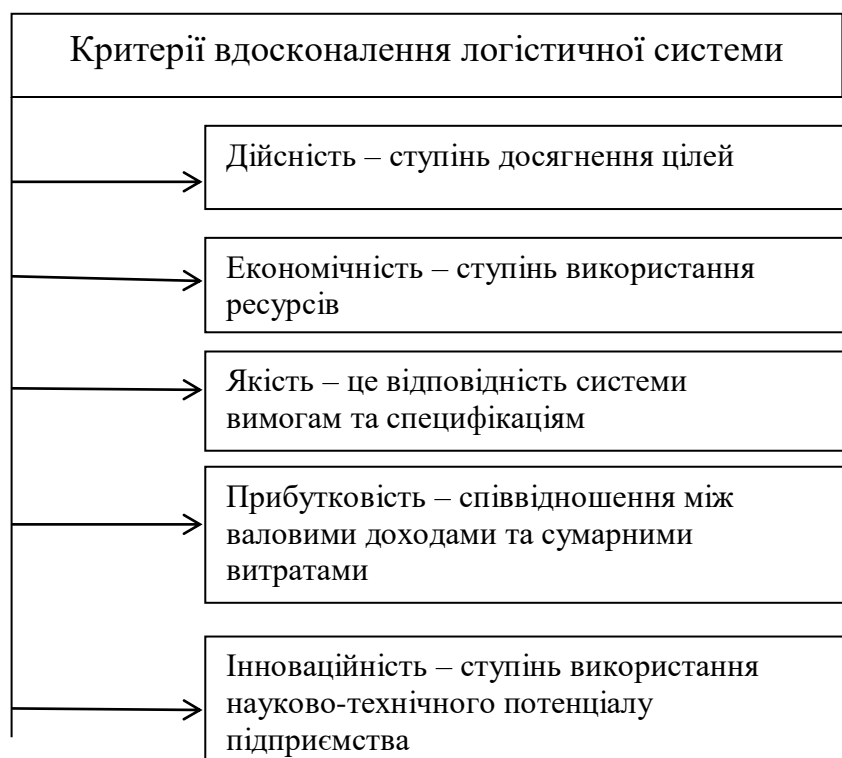 Критерії вдосконалення логістичної системи
Дійсність – ступінь досягнення цілей
Економічність – ступінь використання
ресурсів
Якість – це відповідність системи
вимогам та специфікаціям
Прибутковість – співвідношення між
валовими доходами та сумарними
витратами
Інноваційність – ступінь використання
науково-технічного потенціалу
підприємства